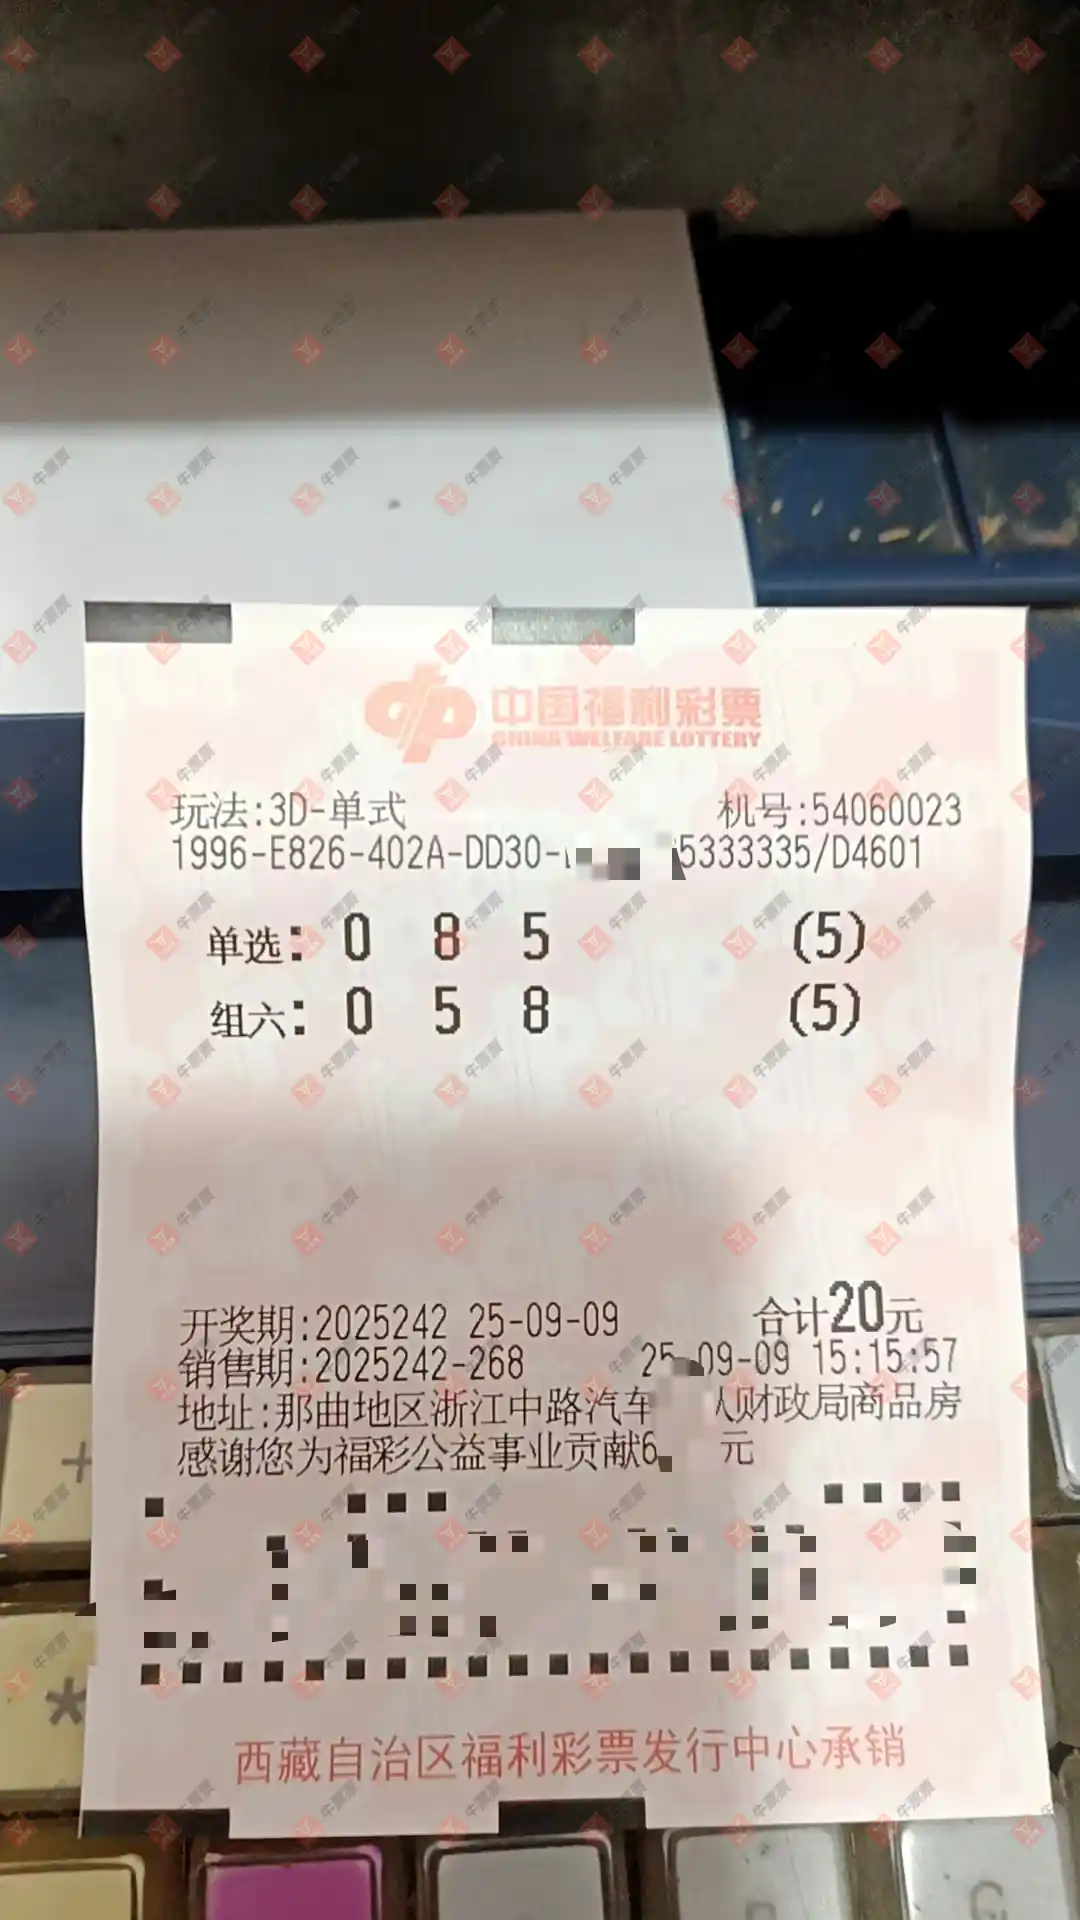 中国福利彩票
CHINA WELFARE LOTTERY
玩法:3D-单式 机号:54060023
1996-E826-402A-DD30- 5333335/D4601
单选: 0 8 5 (5)
组六: 0 5 8 (5)
开奖期:2025242 25-09-09 合计20元
销售期:2025242-268 25-09-09 15:15:57
地址:那曲地区浙江中路汽车 人财政局商品房
感谢您为福彩公益事业贡献6. 元
西藏自治区福利彩票发行中心承销
+
*
G
牛票票